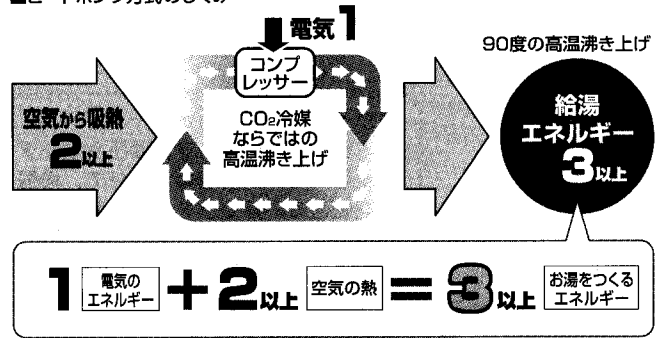 ■ヒートポンプ方式のしくみ
電気1
コンプ
レッサー
90度の高温沸き上げ
空気から吸熱
2以上
CO₂冷媒
ならではの
高温沸き上げ
給湯
エネルギー
3以上
1 電気の
エネルギー + 2以上 空気の熱 = 3以上 お湯をつくる
エネルギー